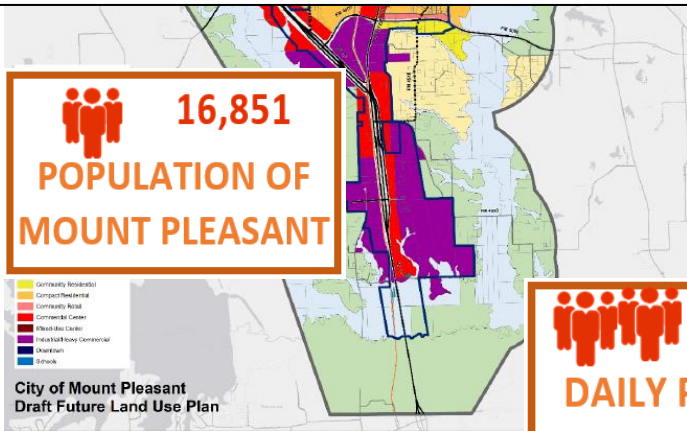 16,851
POPULATION OF
MOUNT PLEASANT
Community Residential
Compact Residential
Community Retail
Commercial Center
Mixed-Use Center
Industrial/Heavy Commercial
Downtown
Schools
City of Mount Pleasant
Draft Future Land Use Plan
DAILY P